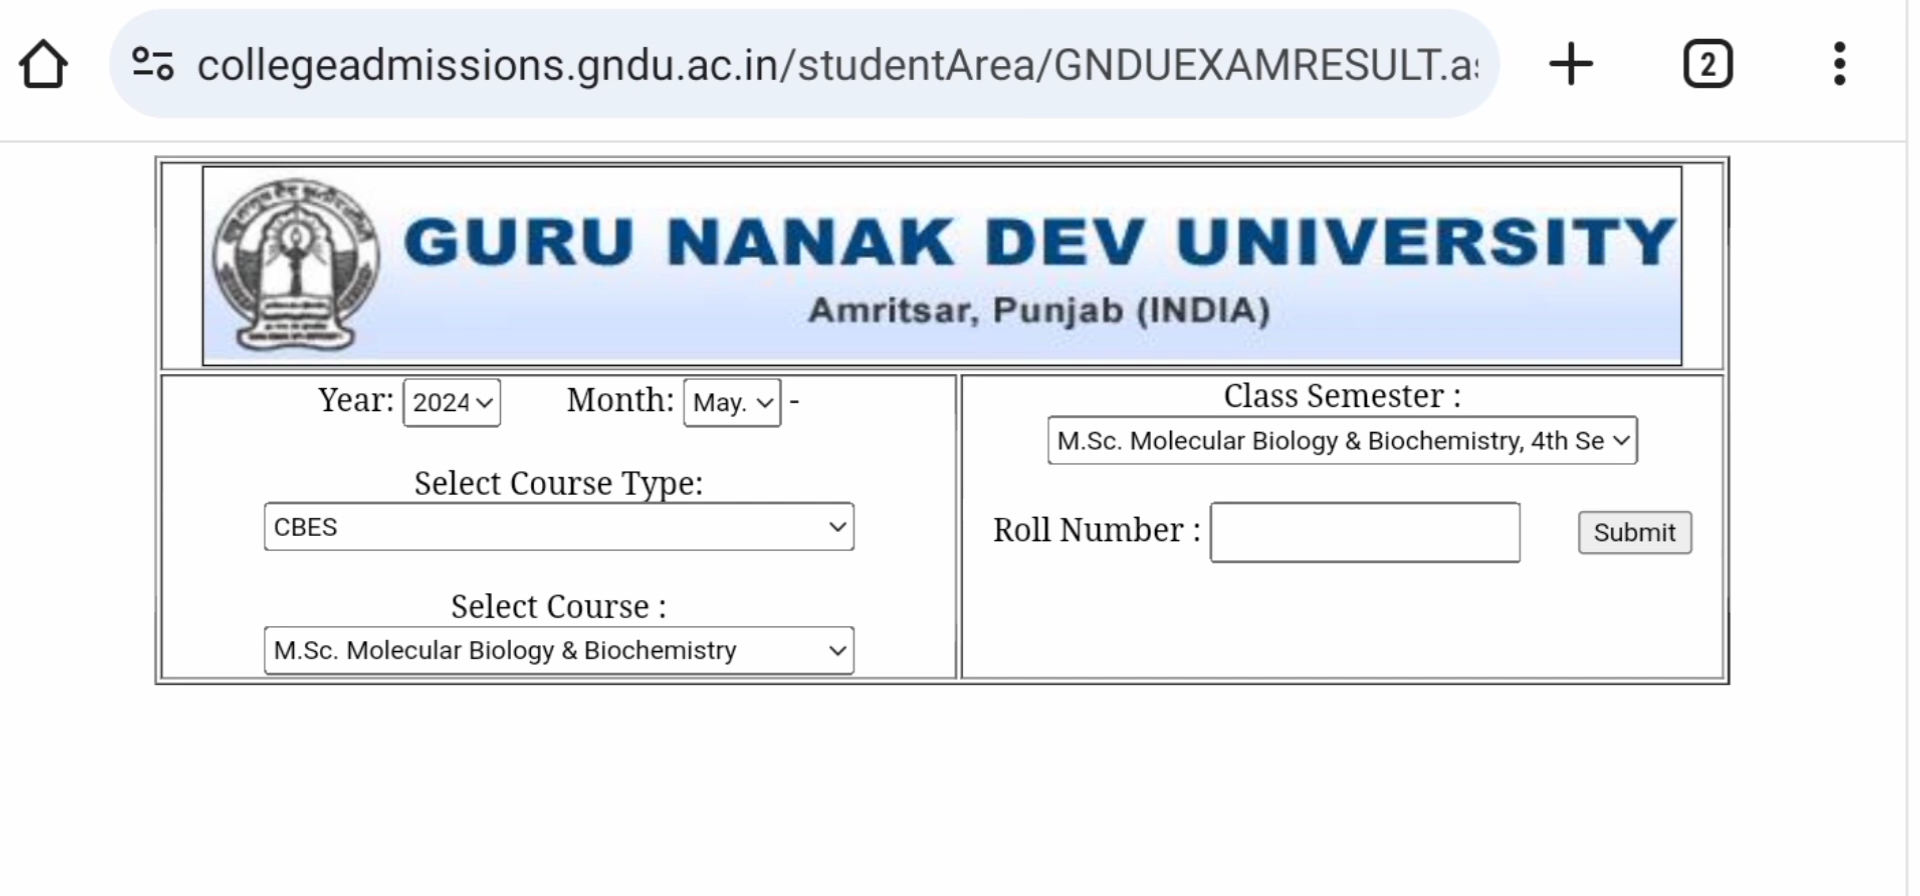 collegeadmissions.gndu.ac.in/studentArea/GNDUEXAMRESULT.as
2
GURU NANAK DEV UNIVERSITY
Amritsar, Punjab (INDIA)
Year: 2024 Month: May. -
Select Course Type:
CBES
Select Course :
M.Sc. Molecular Biology & Biochemistry
Class Semester :
M.Sc. Molecular Biology & Biochemistry, 4th Se
Roll Number : Submit